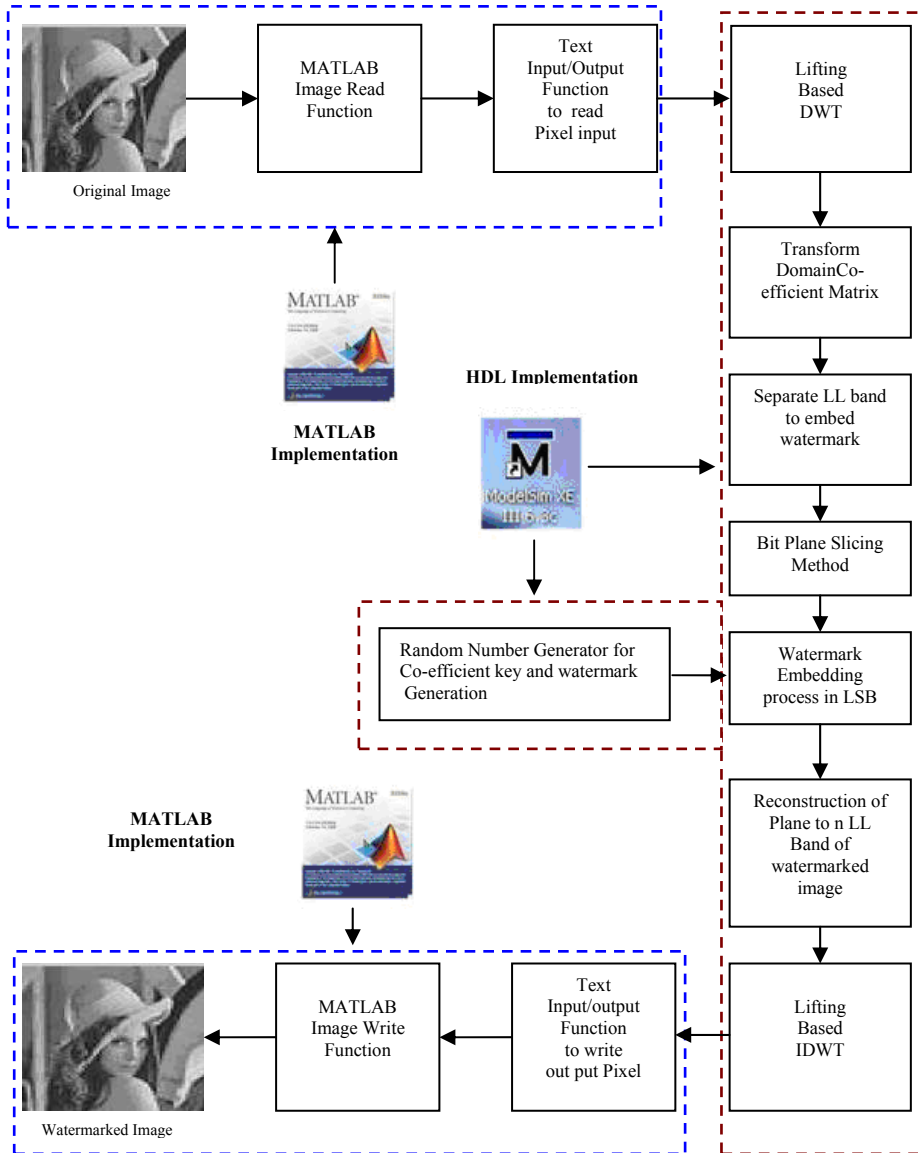 MATLAB
Image Read
Function
Text
Input/Output
Function
to read
Pixel input
Lifting
Based
DWT
Original Image
Transform
DomainCo-
efficient Matrix
MATLAB
MATLAB
Implementation
HDL Implementation
Separate LL band
to embed
watermark
M
ModelSim XE
III 6.3c
Bit Plane Slicing
Method
Random Number Generator for
Co-efficient key and watermark
Generation
Watermark
Embedding
process in LSB
MATLAB
Implementation
MATLAB
Reconstruction of
Plane to n LL
Band of
watermarked
image
MATLAB
Image Write
Function
Text
Input/output
Function
to write
out put Pixel
Lifting
Based
IDWT
Watermarked Image